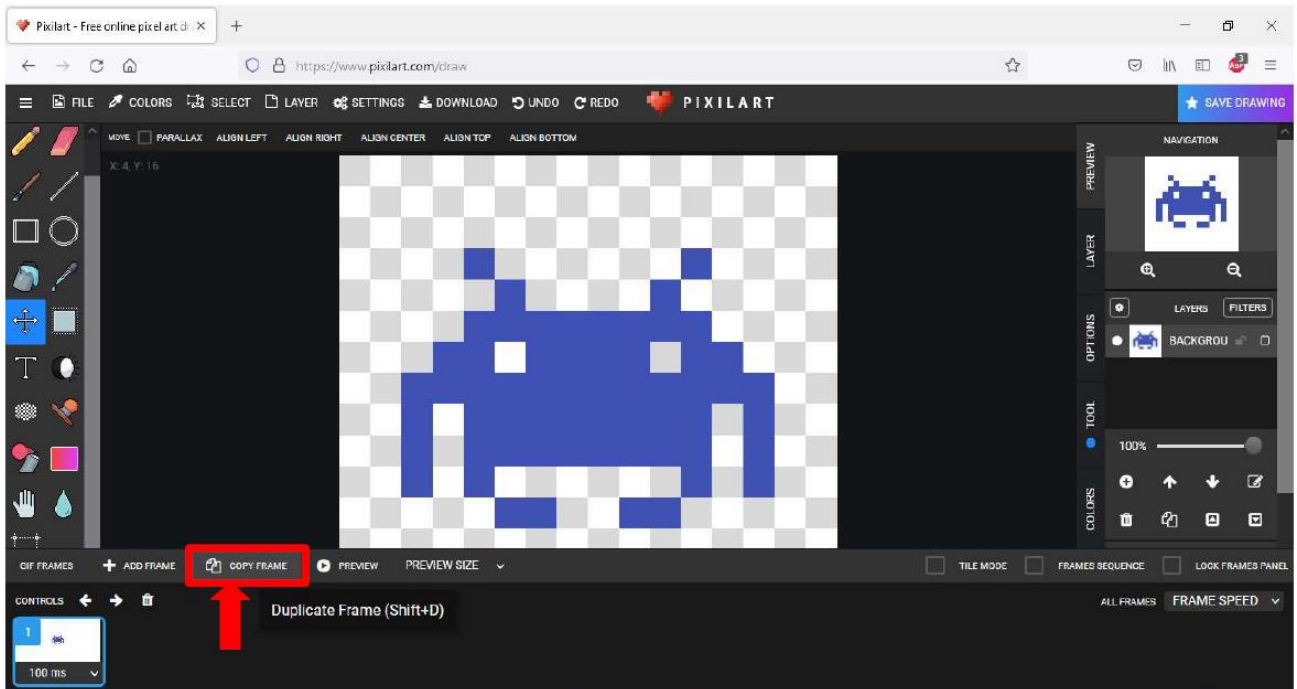 Pixilart - Free online pixel art dr
https://www.pixilart.com/draw
3
ABP
FILE COLORS SELECT LAYER SETTINGS DOWNLOAD UNDO REDO PIXILART SAVE DRAWING
MOVE PARALLAX ALIGN LEFT ALIGN RIGHT ALIGN CENTER ALIGN TOP ALIGN BOTTOM
X: 4, Y: 16
PREVIEW
NAVIGATION
LAYER
LAYERS FILTERS
OPTIONS
BACKGROU
TOOL
100%
COLORS
GIF FRAMES ADD FRAME COPY FRAME PREVIEW PREVIEW SIZE TILE MODE FRAMES SEQUENCE LOCK FRAMES PANEL
CONTROLS Duplicate Frame (Shift+D) ALL FRAMES FRAME SPEED
1
100 ms